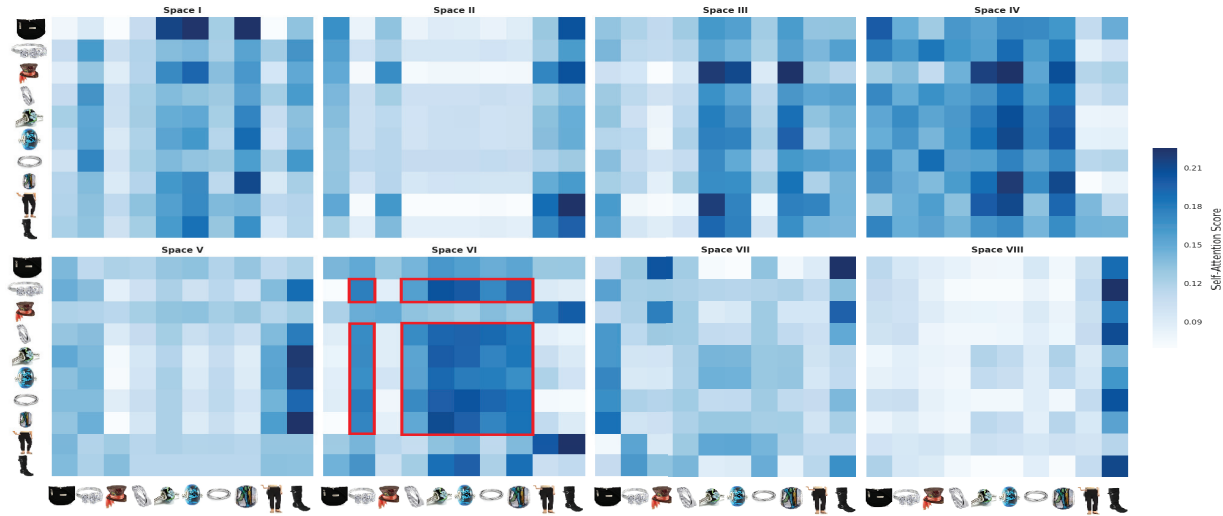 Space I
Space II
Space III
Space IV
Space V
Space VI
Space VII
Space VIII
0.21
0.18
0.15
0.12
0.09
Self-Attention Score